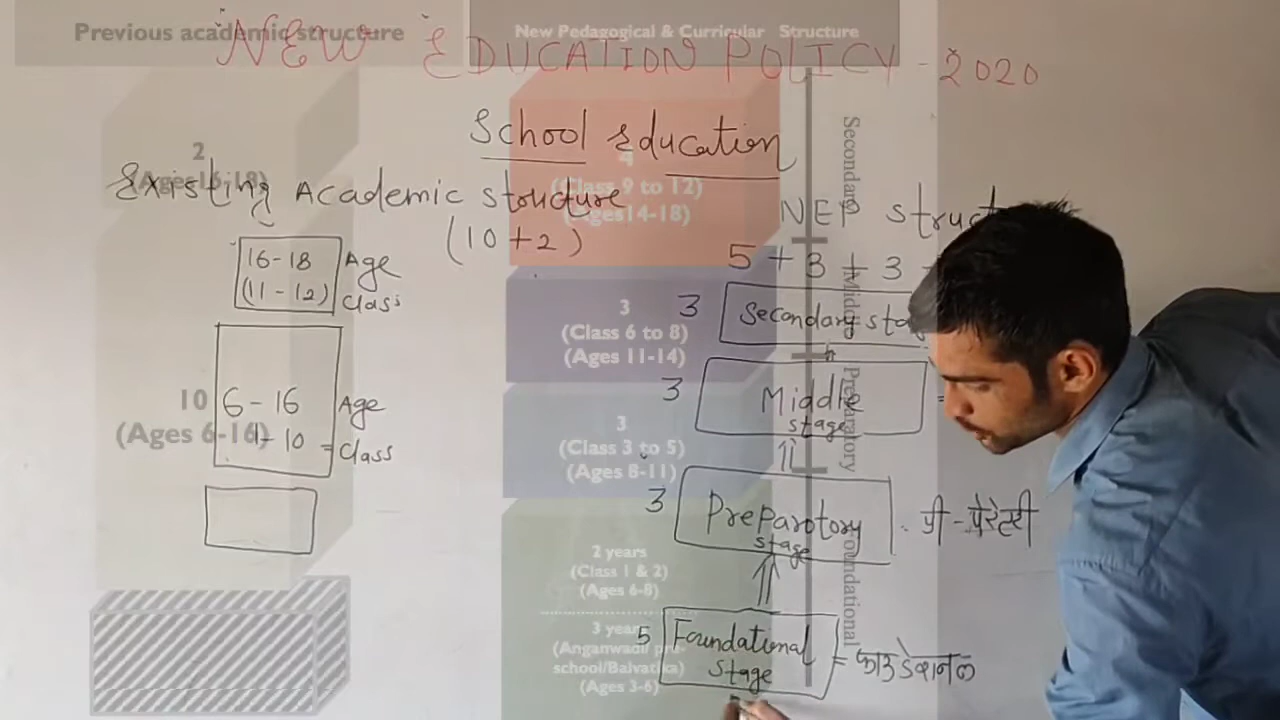 Previous academic structure
New Pedagogical & Curricular Structure
NEW EDUCATION POLICY - 2020
School Education
Existing Academic structure
(10+2)
16-18 Age
(11-12) Class
6-16 Age
1-10 = Class
2
(Ages 16-18)
10
(Ages 6-16)
4
(Class 9 to 12)
(Ages 14-18)
3
(Class 6 to 8)
(Ages 11-14)
3
(Class 3 to 5)
(Ages 8-11)
2 years
(Class 1 & 2)
(Ages 6-8)
3 years
(Anganwadi/ pre-
school/Balvatika)
(Ages 3-6)
Secondary
Middle
Preparatory
Foundational
NEP
5 + 3 + 3
3 Secondary
3 Middle
stage
3 Preparotory
stage
प्री-पैरेटरी
5 Foundational
stage
= फाउंडेशनल